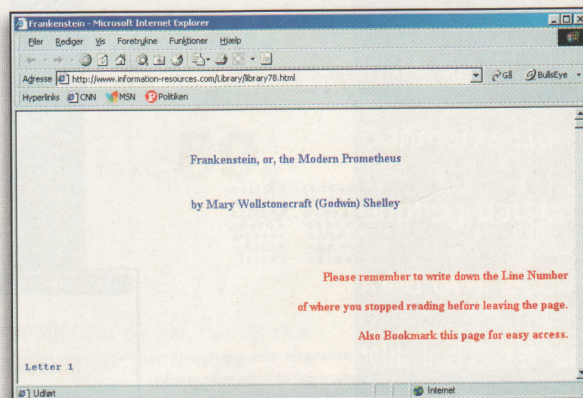 Frankenstein - Microsoft Internet Explorer
Filer Rediger Vis Foretrukne Funktioner Hjælp
Adresse http://www.information-resources.com/Library/library78.html Gå BullsEye
Hyperlinks CNN MSN Politiken
Frankenstein, or, the Modern Prometheus
by Mary Wollstonecraft (Godwin) Shelley
Please remember to write down the Line Number
of where you stopped reading before leaving the page.
Also Bookmark this page for easy access.
Letter 1
Udført Internet